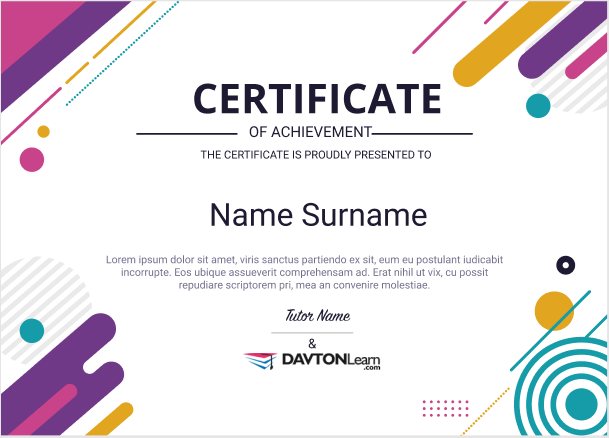 CERTIFICATE
OF ACHIEVEMENT
THE CERTIFICATE IS PROUDLY PRESENTED TO
Name Surname
Lorem ipsum dolor sit amet, viris sanctus partiendo ex sit, eum eu postulant iudicabit
incorrupte. Eos ubique assueverit comprehensam ad. Erat nihil ut vix, cu possit
repudiare scriptorem pri, mea an convenire molestiae.
Tutor Name
&
DAVTONLearn
.com